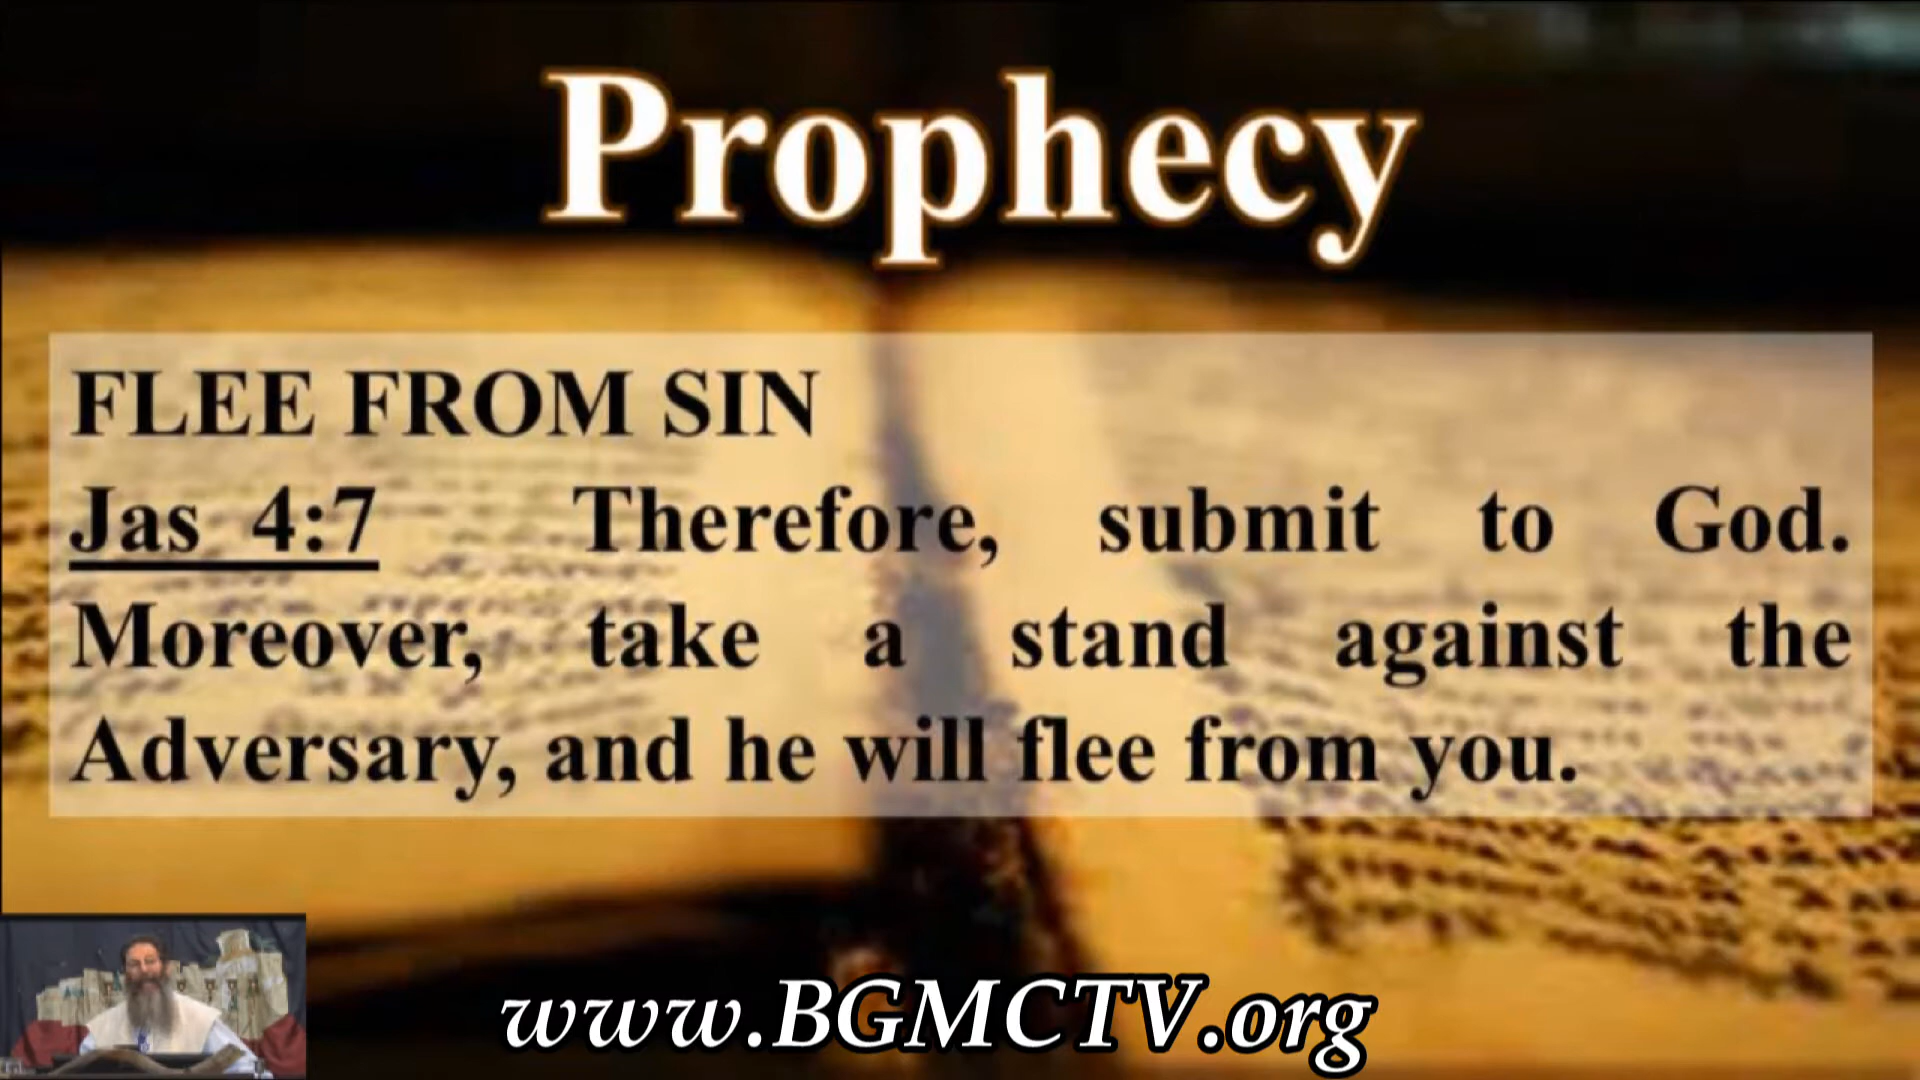 Prophecy
FLEE FROM SIN
Jas 4:7 Therefore, submit to God.
Moreover, take a stand against the
Adversary, and he will flee from you.
www.BGMCTV.org